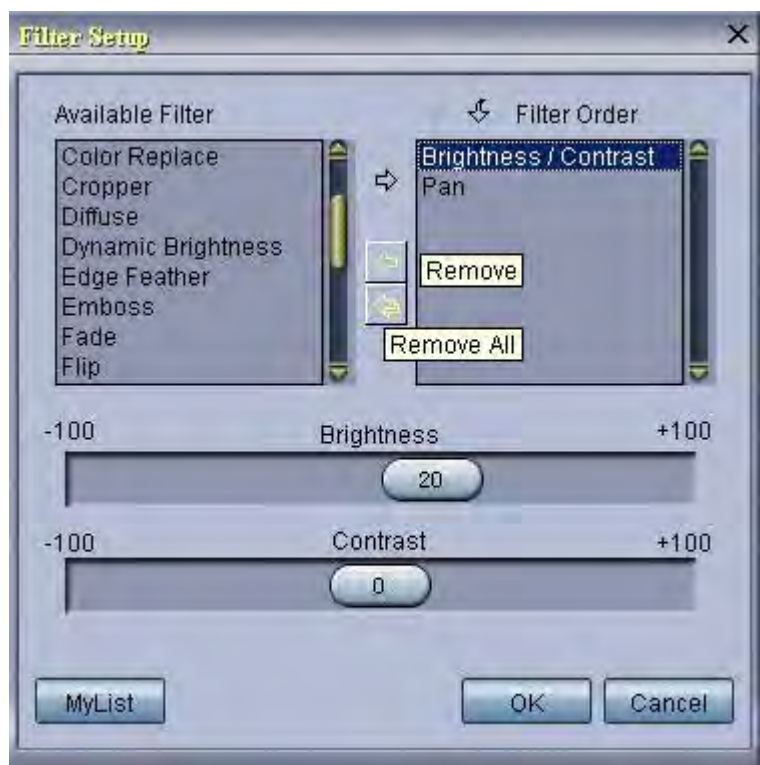 Filter Setup
Available Filter
Filter Order
Color Replace
Cropper
Diffuse
Dynamic Brightness
Edge Feather
Emboss
Fade
Flip
Brightness / Contrast
Pan
Remove
Remove All
-100 Brightness +100
20
-100 Contrast +100
0
MyList OK Cancel